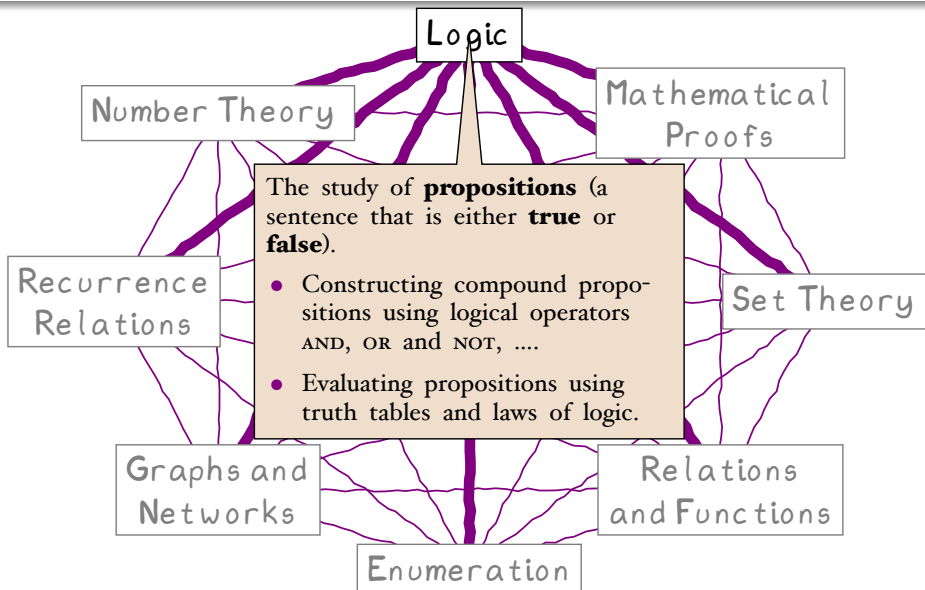 Logic
Number Theory
Mathematical
Proofs
The study of propositions (a
sentence that is either true or
false).
• Constructing compound propo-
sitions using logical operators
AND, OR and NOT, ....
• Evaluating propositions using
truth tables and laws of logic.
Recurrence
Relations
Set Theory
Graphs and
Networks
Relations
and Functions
Enumeration